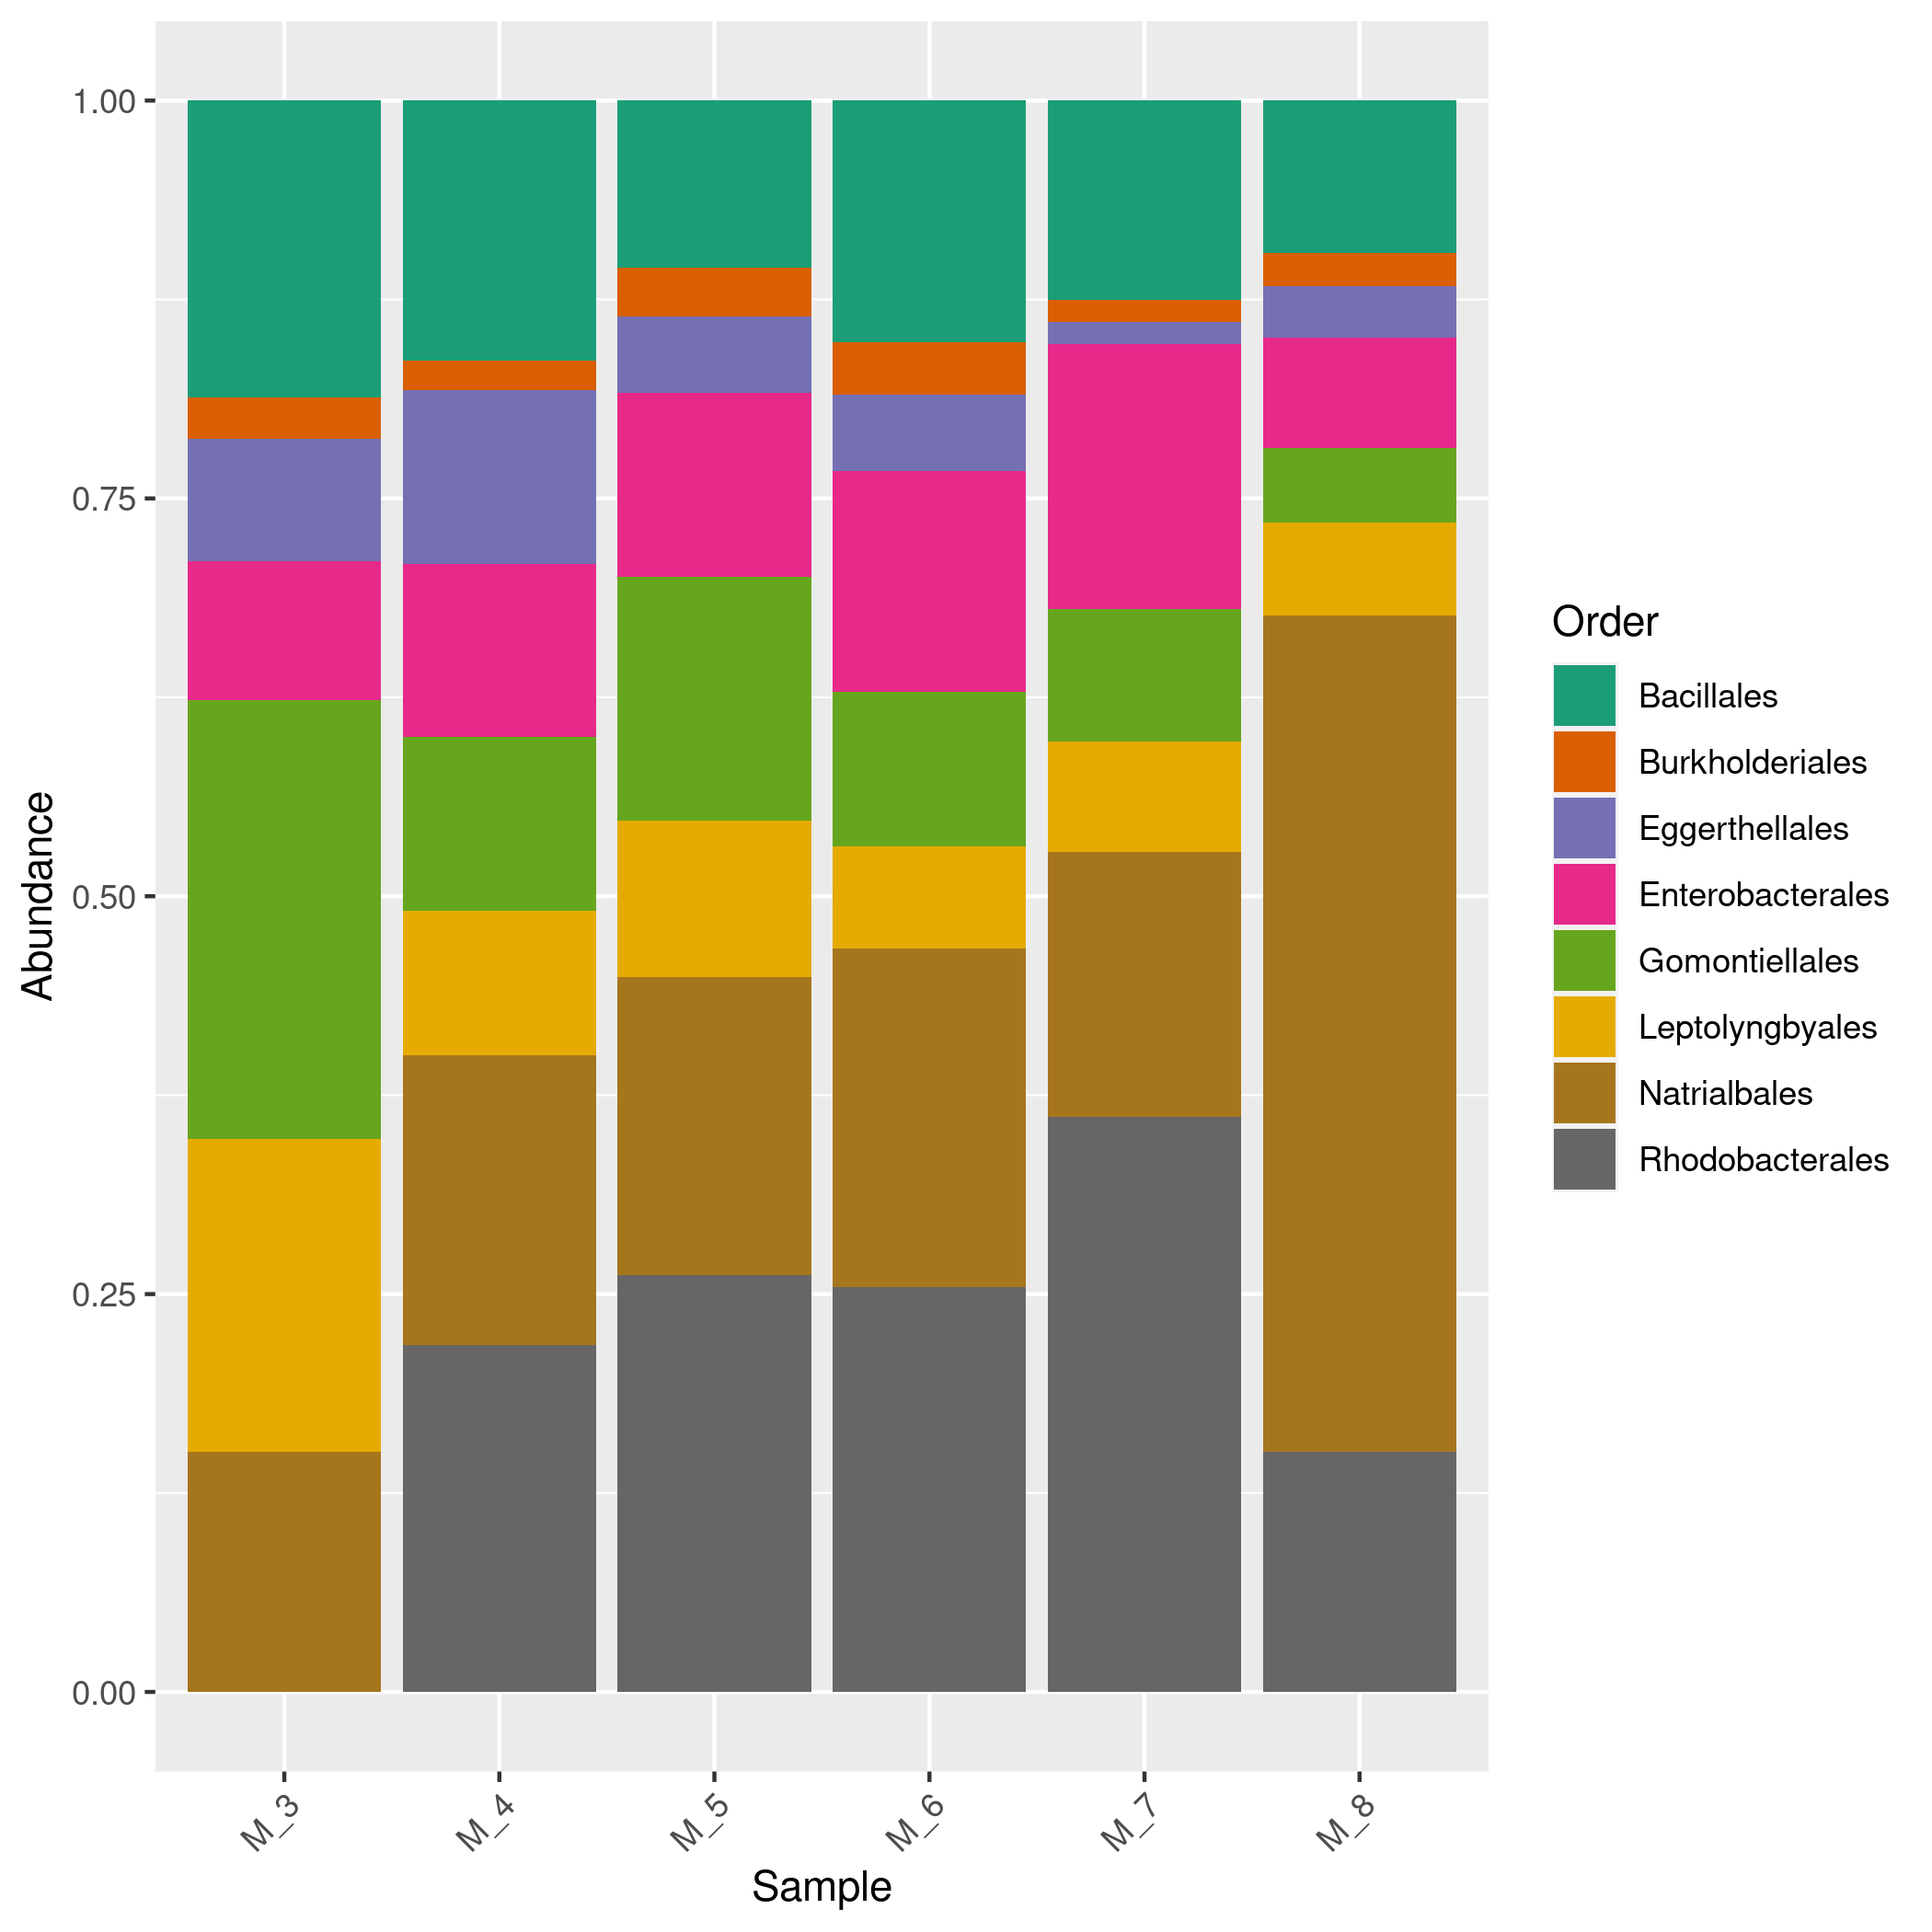 1.00
0.75
0.50
0.25
0.00
Abundance
M_3
M_4
M_5
M_6
M_7
M_8
Sample
Order
Bacillales
Burkholderiales
Eggerthellales
Enterobacterales
Gomontiellales
Leptolyngbyales
Natrialbales
Rhodobacterales